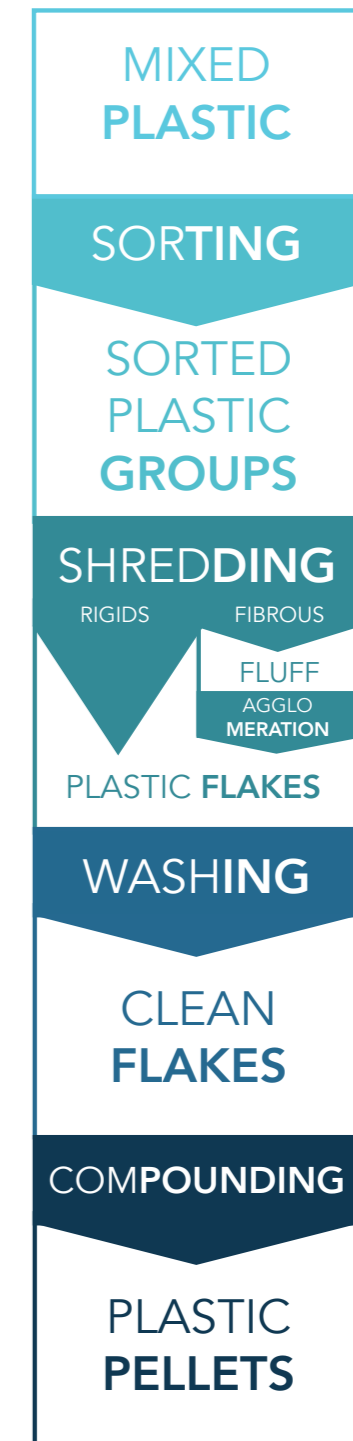 MIXED
PLASTIC
SORTING
SORTED
PLASTIC
GROUPS
SHREDDING
RIGIDS FIBROUS
FLUFF
AGGLO
MERATION
PLASTIC FLAKES
WASHING
CLEAN
FLAKES
COMPOUNDING
PLASTIC
PELLETS